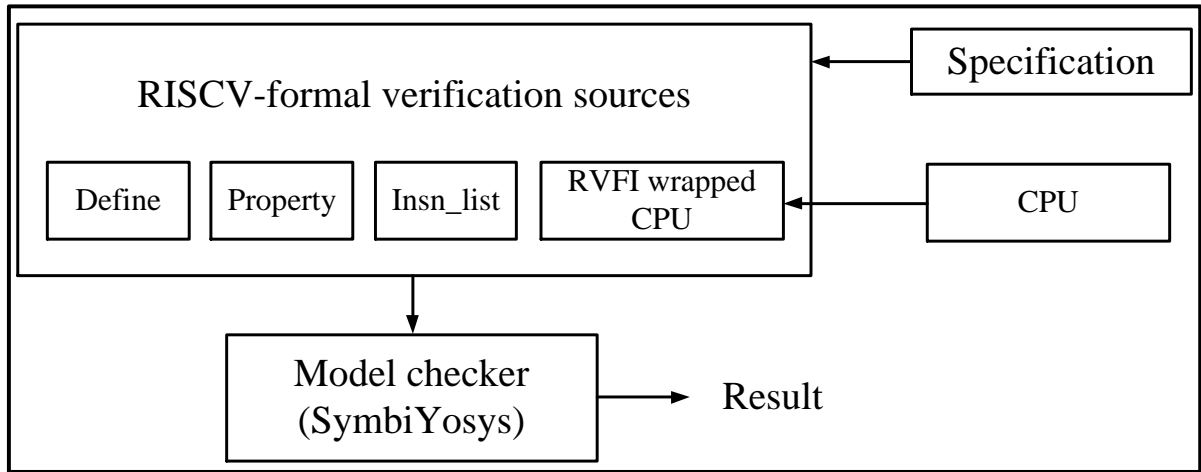 Specification
RISCV-formal verification sources
Define
Property
Insn_list
RVFI wrapped
CPU
CPU
Model checker
(SymbiYosys)
Result